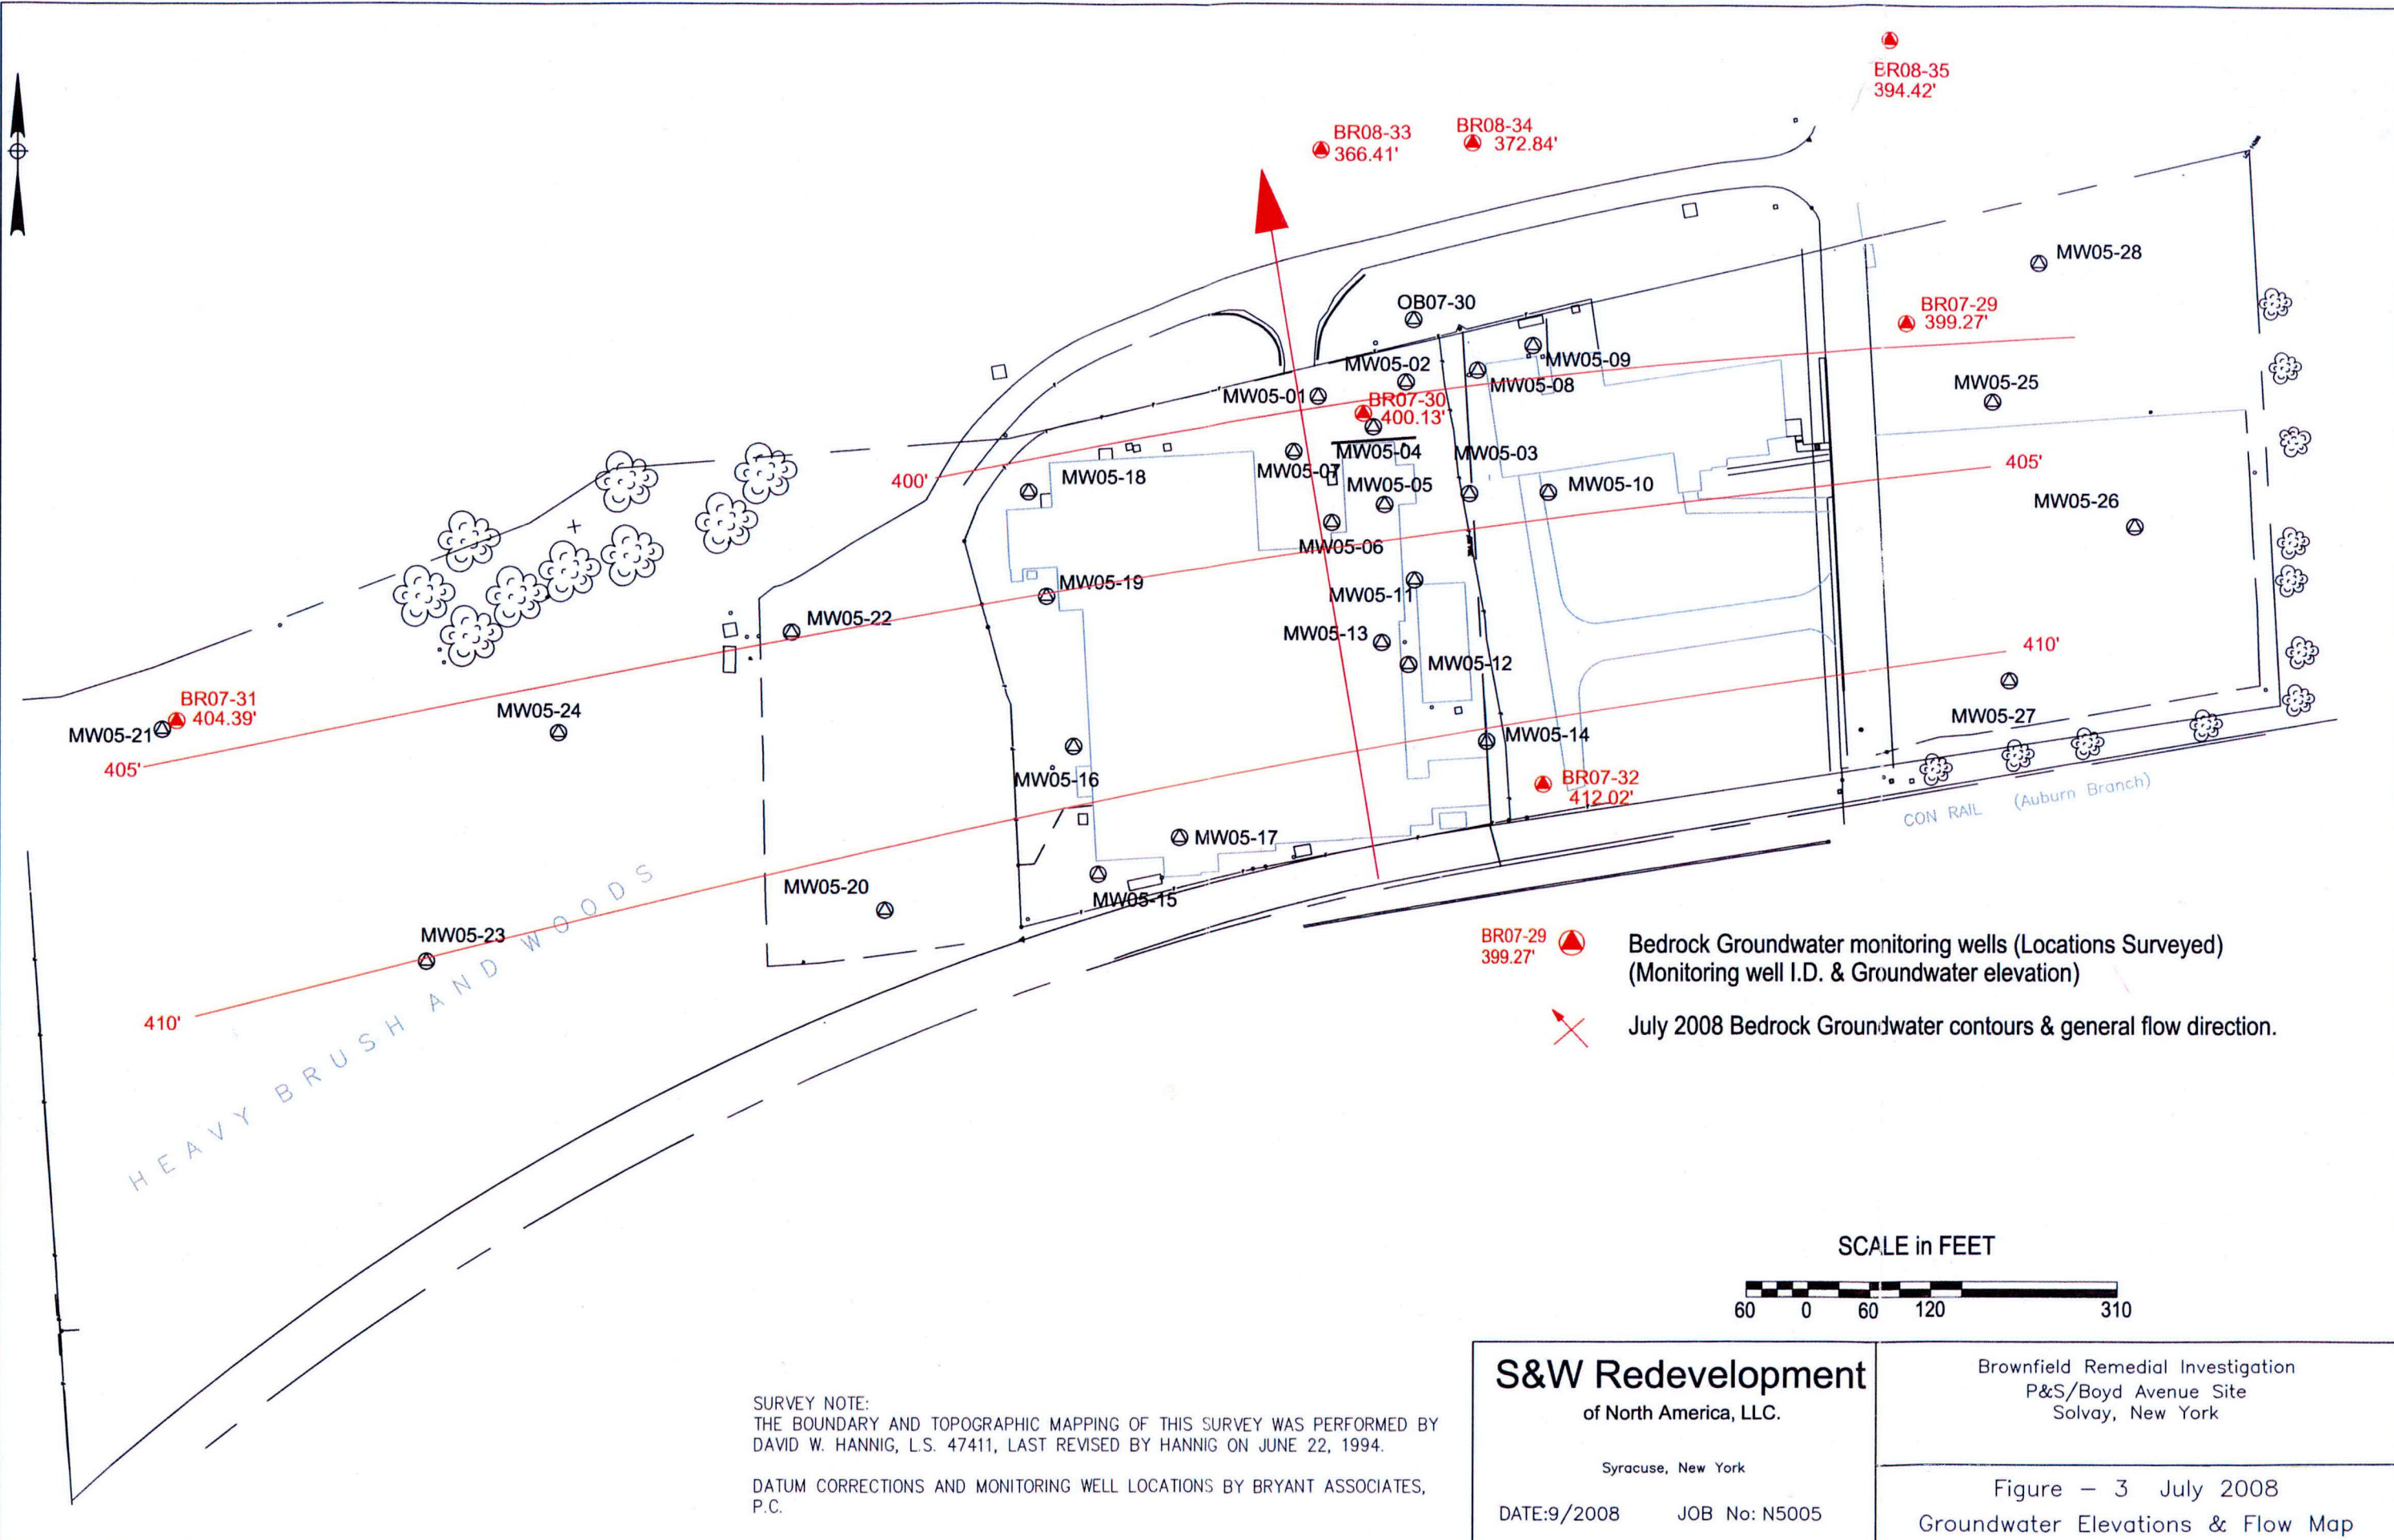 BR08-35
394.42'
BR08-33
366.41'
BR08-34
372.84'
MW05-28
OB07-30
BR07-29
399.27'
MW05-02
MW05-09
MW05-08
MW05-25
MW05-01
BR07-30
400.13'
MW05-04
MW05-03
405'
400'
MW05-18
MW05-07
MW05-05
MW05-10
MW05-26
MW05-06
MW05-19
MW05-11
MW05-22
MW05-13
MW05-12
410'
BR07-31
404.39'
MW05-21
MW05-24
MW05-27
MW05-14
405'
MW05-16
BR07-32
412.02'
CON RAIL (Auburn Branch)
MW05-17
MW05-20
MW05-15
MW05-23
410'
HEAVY BRUSH AND WOODS
BR07-29
399.27'
Bedrock Groundwater monitoring wells (Locations Surveyed)
(Monitoring well I.D. & Groundwater elevation)
July 2008 Bedrock Groundwater contours & general flow direction.
SCALE in FEET
60 0 60 120 310
SURVEY NOTE:
THE BOUNDARY AND TOPOGRAPHIC MAPPING OF THIS SURVEY WAS PERFORMED BY
DAVID W. HANNIG, L.S. 47411, LAST REVISED BY HANNIG ON JUNE 22, 1994.
DATUM CORRECTIONS AND MONITORING WELL LOCATIONS BY BRYANT ASSOCIATES,
P.C.
S&W Redevelopment
of North America, LLC.
Syracuse, New York
DATE:9/2008 JOB No: N5005
Brownfield Remedial Investigation
P&S/Boyd Avenue Site
Solvay, New York
Figure - 3 July 2008
Groundwater Elevations & Flow Map